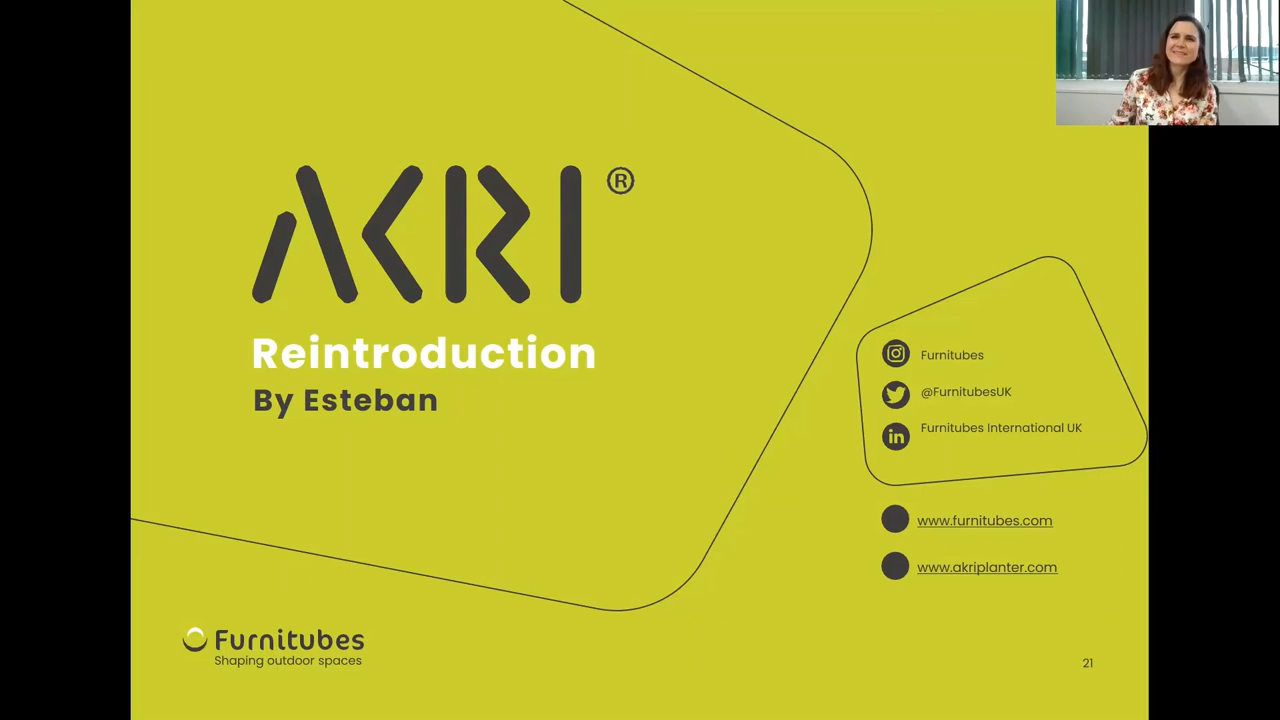 AKRI®
Reintroduction
By Esteban
Furnitubes
@FurnitubesUK
in
Furnitubes International UK
www.furnitubes.com
www.akriplanter.com
Furnitubes
Shaping outdoor spaces
21